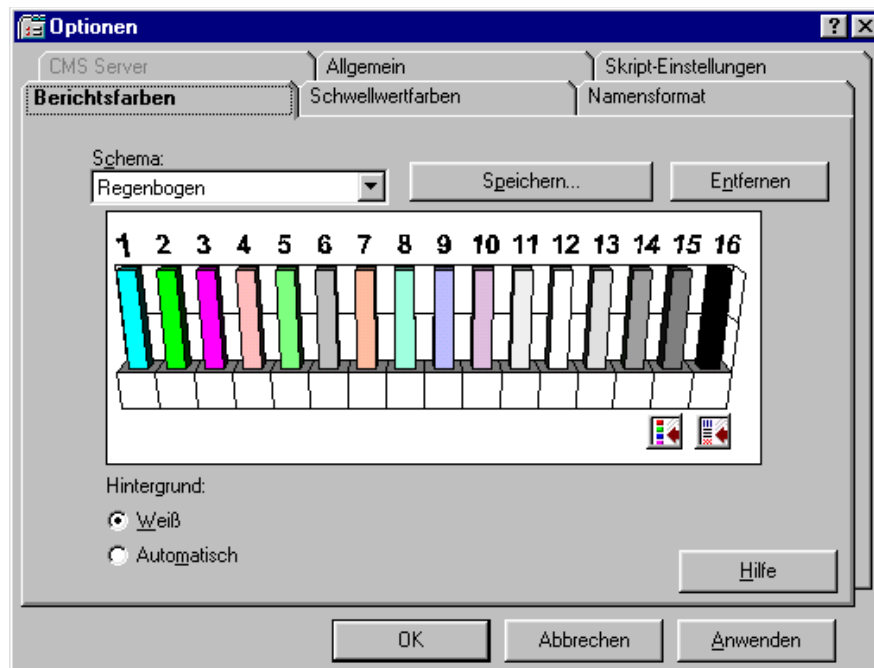 Optionen
CMS Server
Allgemein
Skript-Einstellungen
Berichtsfarben
Schwellwertfarben
Namensformat
Schema:
Regenbogen
Speichern...
Entfernen
1 2 3 4 5 6 7 8 9 10 11 12 13 14 15 16
Hintergrund:
Weiß
Automatisch
Hilfe
OK
Abbrechen
Anwenden